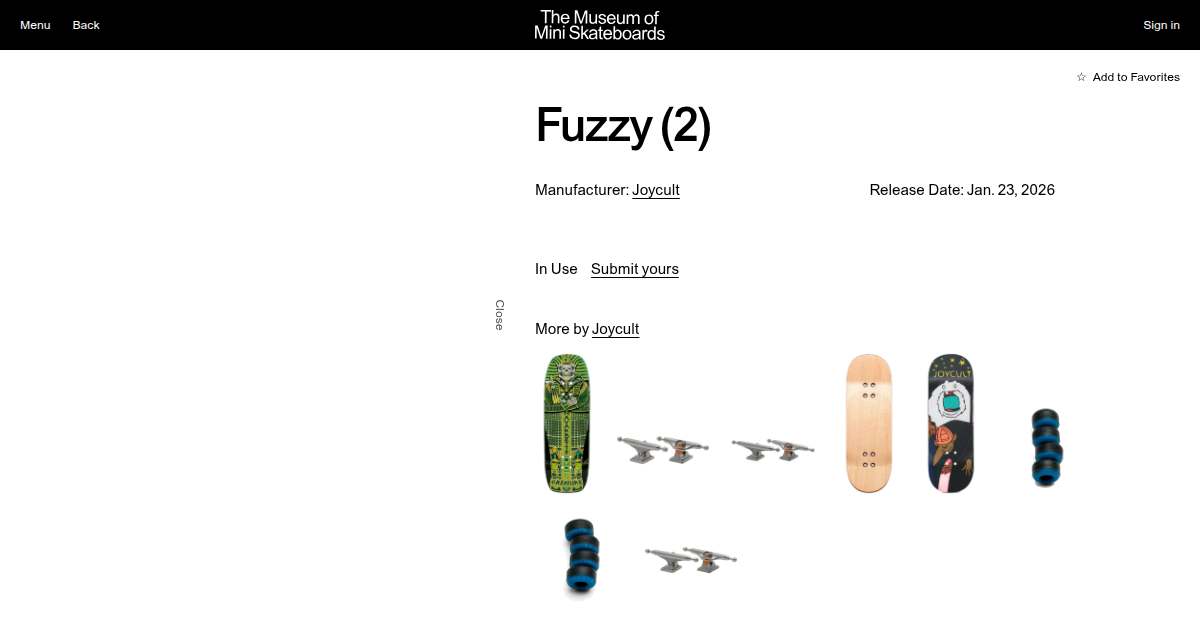 Menu
Back
The Museum of
Mini Skateboards
Sign in
☆ Add to Favorites
Fuzzy (2)
Manufacturer: Joycult
Release Date: Jan. 23, 2026
In Use
Submit yours
Close
More by Joycult
JOYCULT